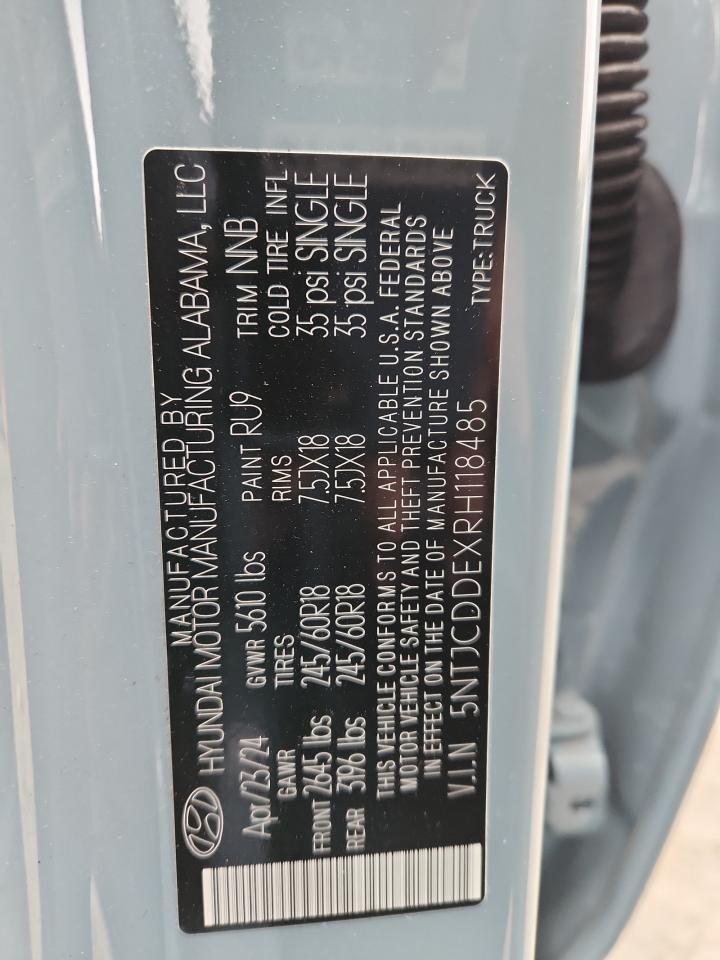 MANUFACTURED BY
HYUNDAI MOTOR MANUFACTURING ALABAMA, LLC
Apr/23/24 GVWR 5610 lbs PAINT RU9 TRIM NNB
GAWR TIRES RIMS COLD TIRE INFL
FRONT 2645 lbs 245/60R18 7.5JX18 35 psi SINGLE
REAR 3196 lbs 245/60R18 7.5JX18 35 psi SINGLE
THIS VEHICLE CONFORMS TO ALL APPLICABLE U.S.A. FEDERAL
MOTOR VEHICLE SAFETY AND THEFT PREVENTION STANDARDS
IN EFFECT ON THE DATE OF MANUFACTURE SHOWN ABOVE
V.I.N 5NTJCDDEXRH118485 TYPE:TRUCK